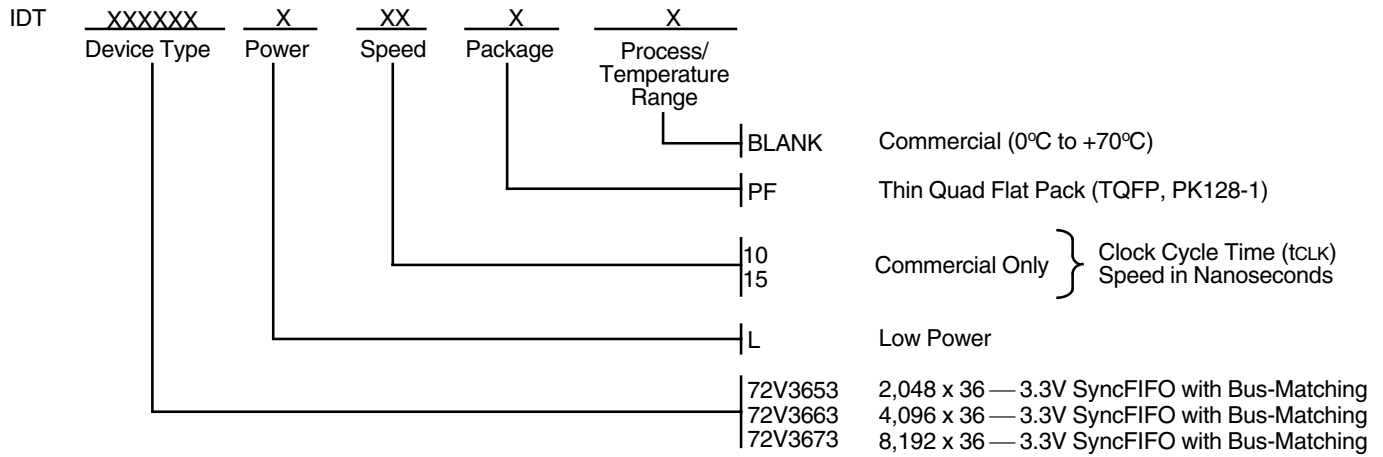 IDT XXXXXX X XX X X
Device Type Power Speed Package Process/
Temperature
Range
BLANK Commercial (0ºC to +70ºC)
PF Thin Quad Flat Pack (TQFP, PK128-1)
10
15
Commercial Only
Clock Cycle Time (tCLK)
Speed in Nanoseconds
L Low Power
72V3653 2,048 x 36 — 3.3V SyncFIFO with Bus-Matching
72V3663 4,096 x 36 — 3.3V SyncFIFO with Bus-Matching
72V3673 8,192 x 36 — 3.3V SyncFIFO with Bus-Matching